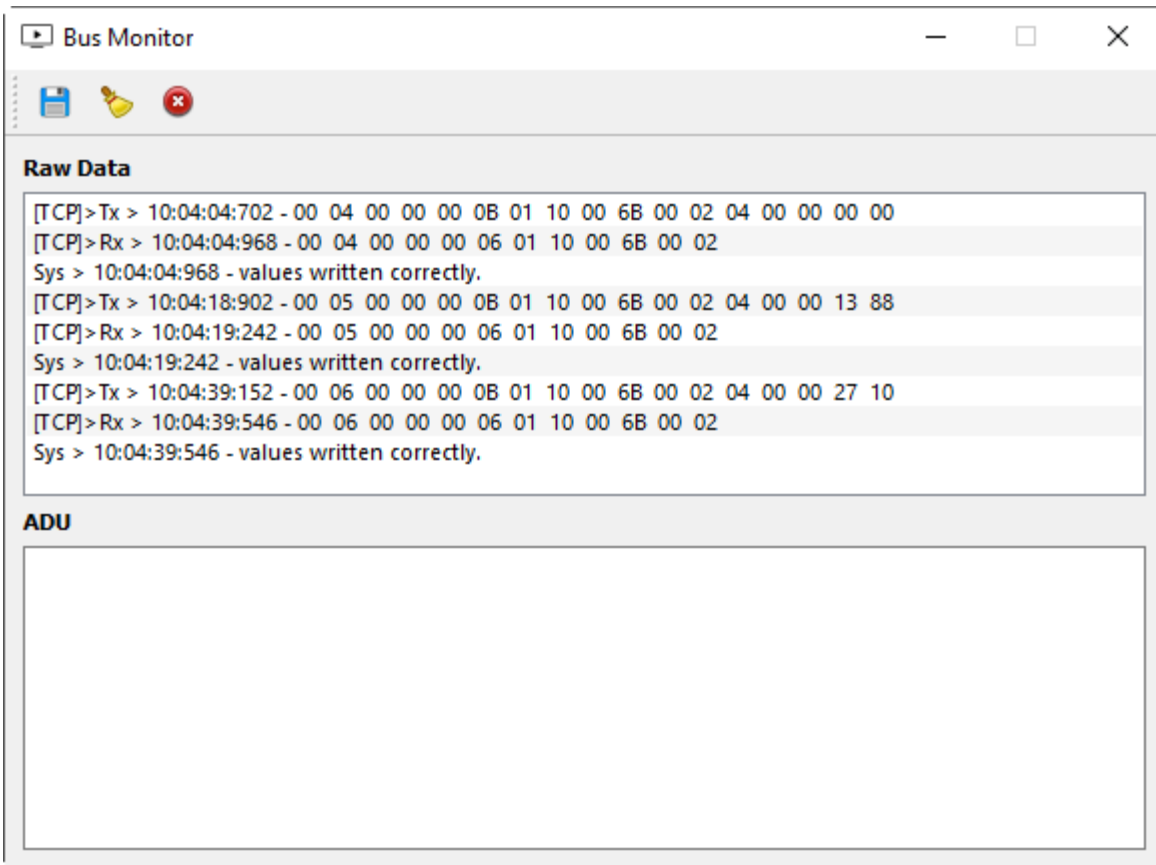 Bus Monitor
Raw Data
[TCP]>Tx > 10:04:04:702 - 00 04 00 00 00 0B 01 10 00 6B 00 02 04 00 00 00 00
[TCP]>Rx > 10:04:04:968 - 00 04 00 00 00 06 01 10 00 6B 00 02
Sys > 10:04:04:968 - values written correctly.
[TCP]>Tx > 10:04:18:902 - 00 05 00 00 00 0B 01 10 00 6B 00 02 04 00 00 13 88
[TCP]>Rx > 10:04:19:242 - 00 05 00 00 00 06 01 10 00 6B 00 02
Sys > 10:04:19:242 - values written correctly.
[TCP]>Tx > 10:04:39:152 - 00 06 00 00 00 0B 01 10 00 6B 00 02 04 00 00 27 10
[TCP]>Rx > 10:04:39:546 - 00 06 00 00 00 06 01 10 00 6B 00 02
Sys > 10:04:39:546 - values written correctly.
ADU